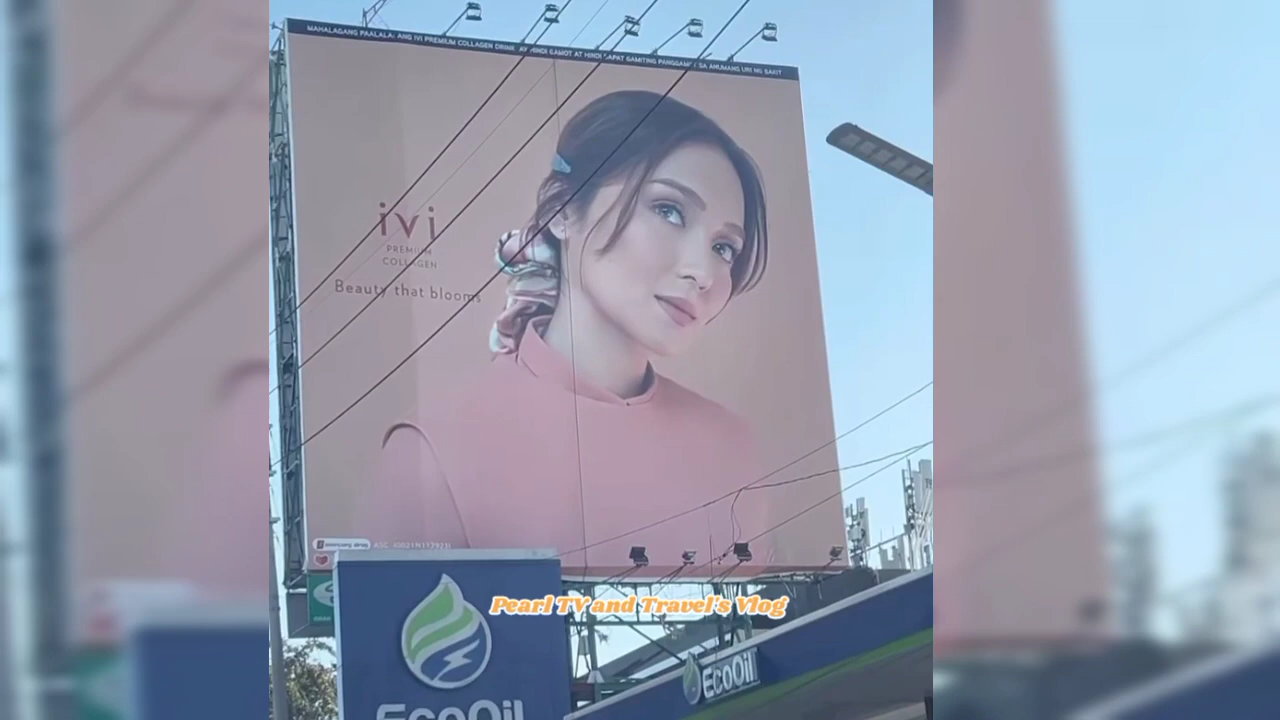 MAHALAGANG PAALALA: ANG IVI PREMIUM COLLAGEN DRINK AY HINDI GAMOT AT HINDI DAPAT GAMITING PANGGAMOT SA ANUMANG URI NG SAKIT
ivi
PREMIUM
COLLAGEN
Beauty that blooms
Pearl TV and Travel's Vlog
EcoOil
EcoOil